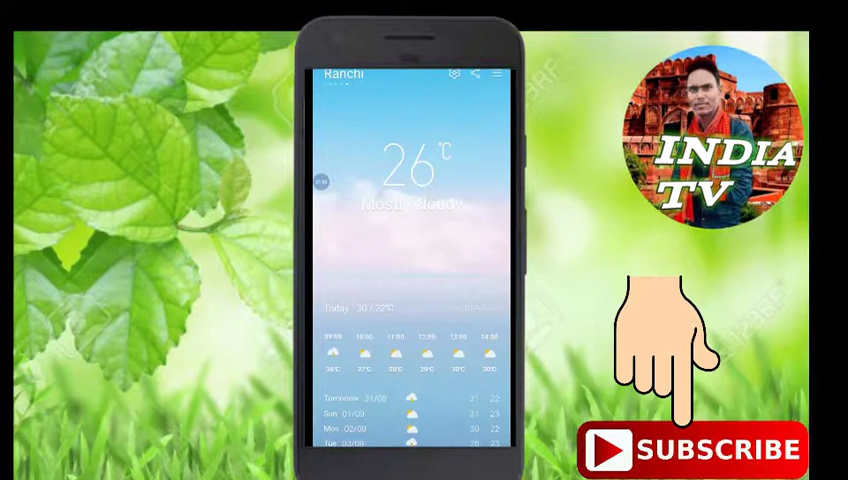 Ranchi
26°C
Mostly cloudy
Today 30 / 22°C
09:00 10:00 11:00 12:00 13:00 14:00
26°C 27°C 28°C 29°C 30°C 30°C
Tomorrow 31/08 31 22
Sun 01/09 31 23
Mon 02/09 30 22
Tue 03/09 28 23
INDIA
TV
SUBSCRIBE